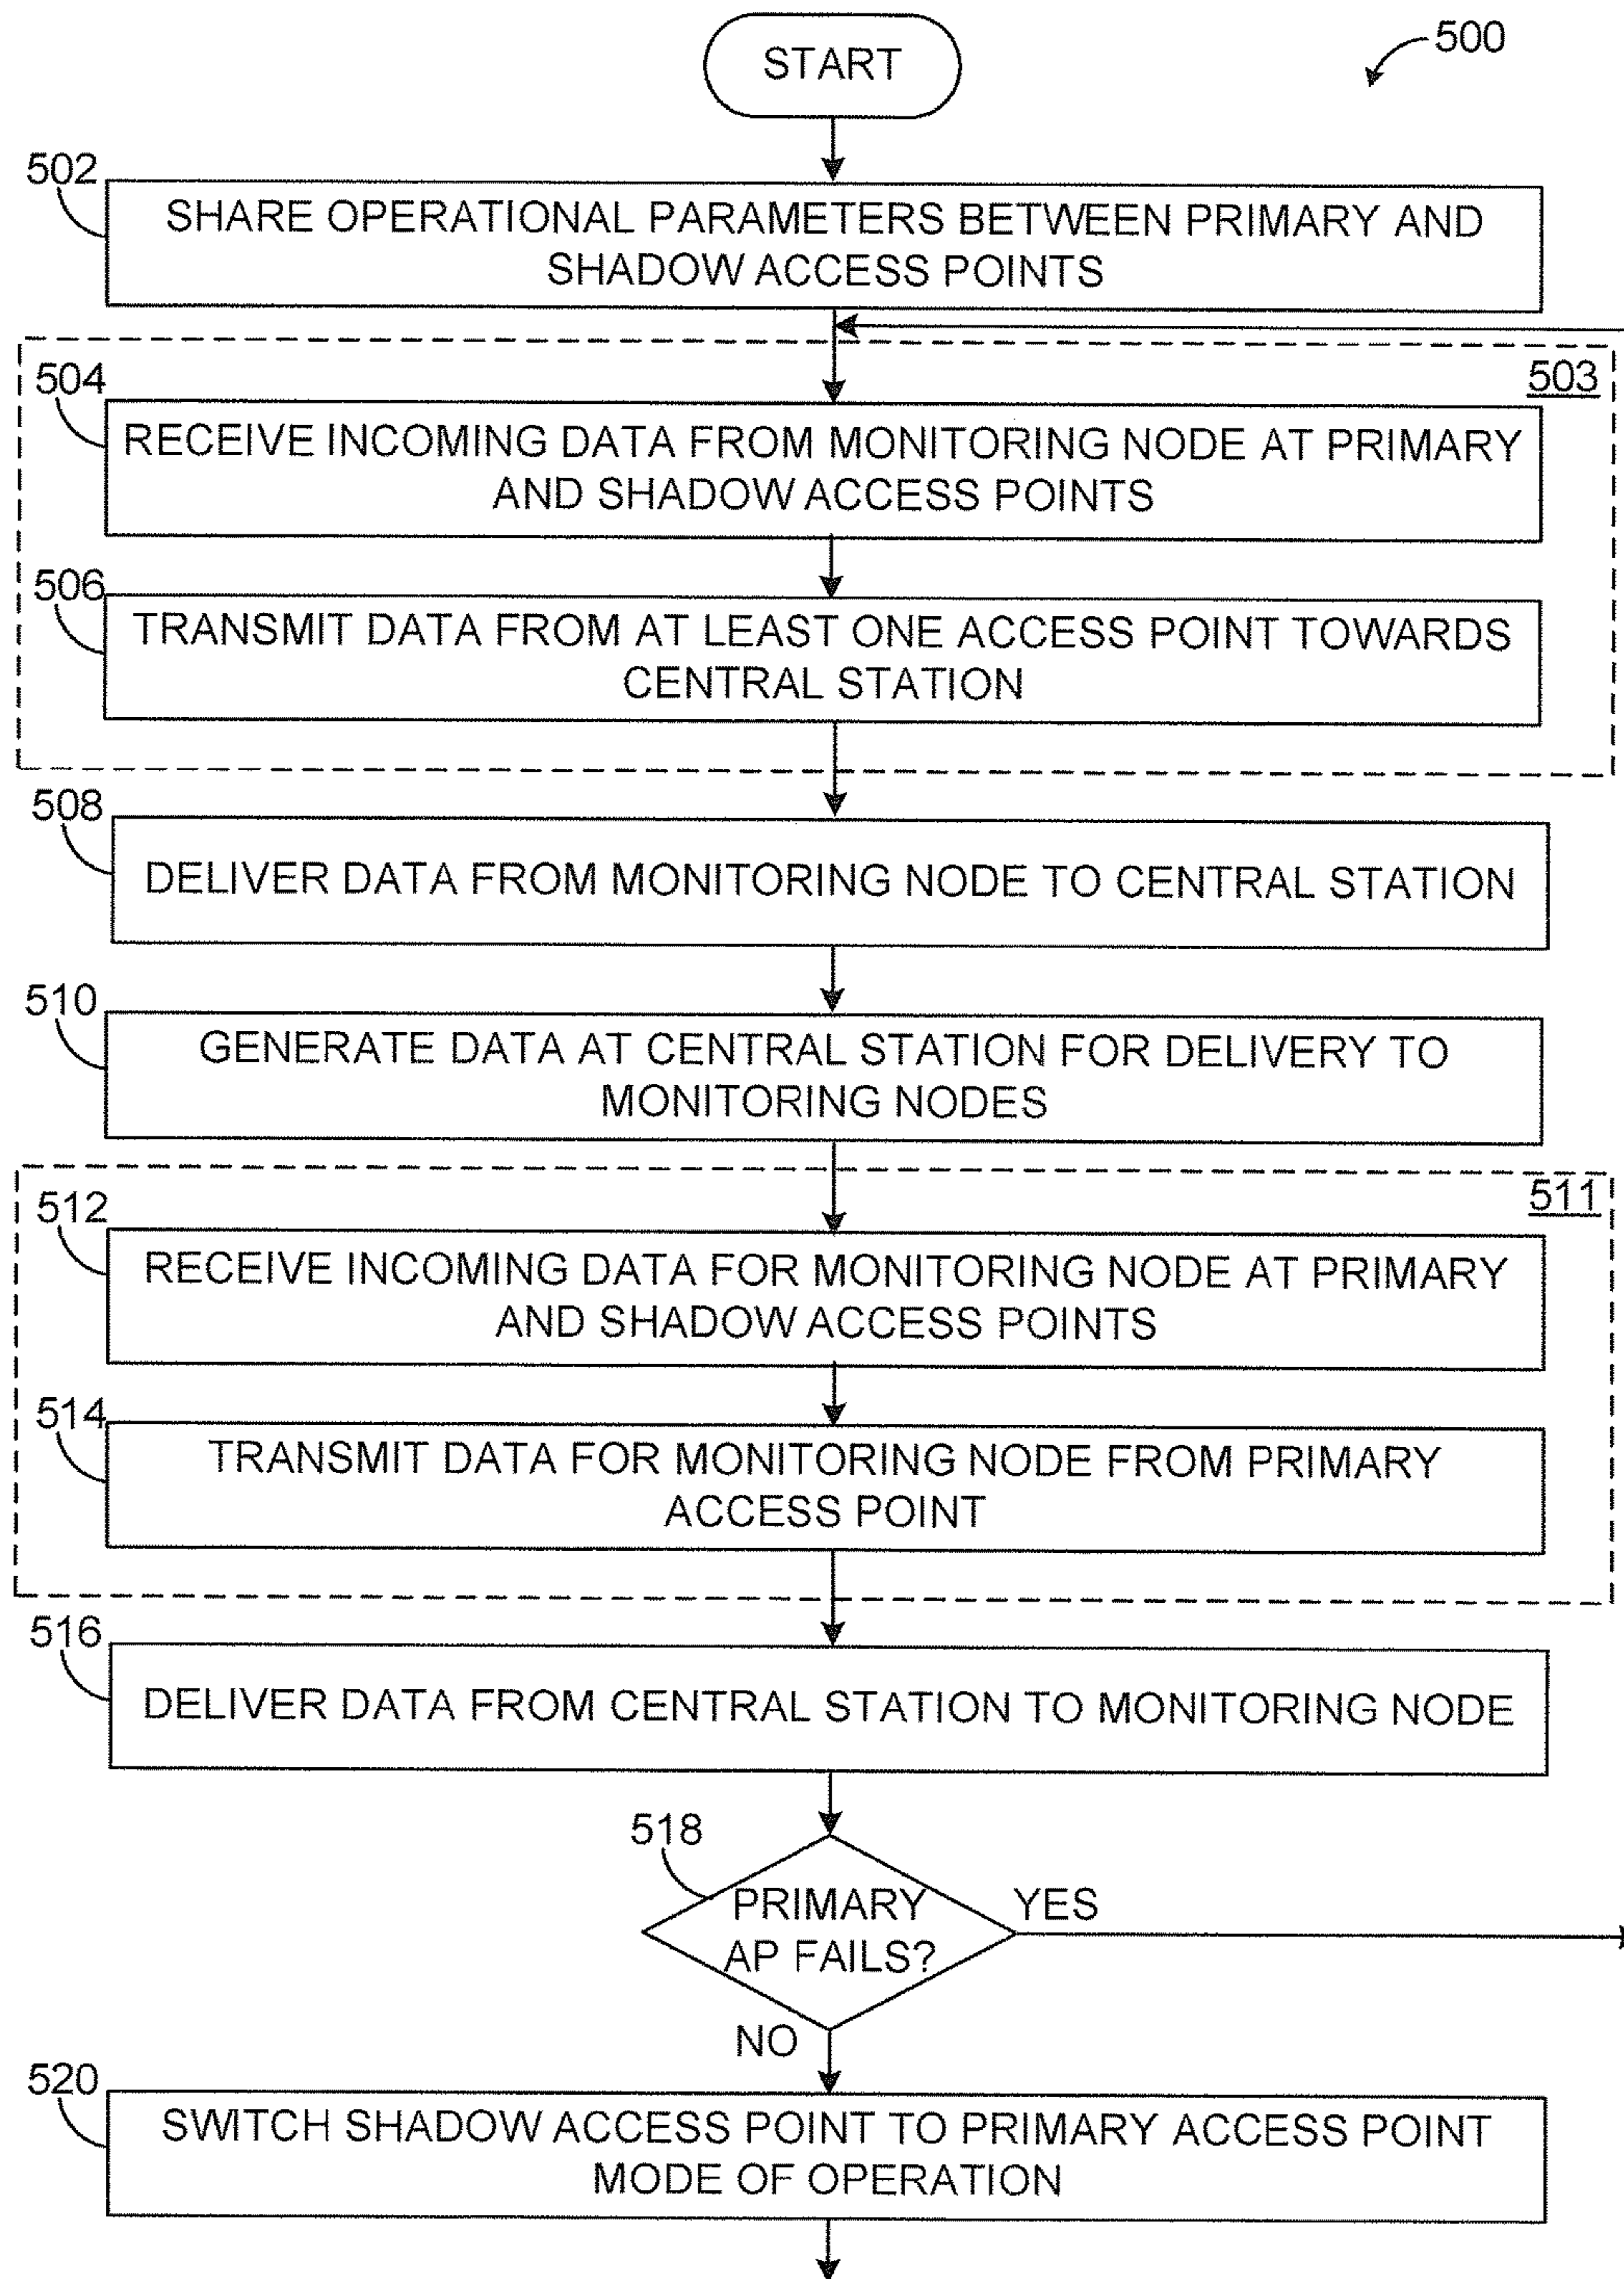 START
500
502
SHARE OPERATIONAL PARAMETERS BETWEEN PRIMARY AND
SHADOW ACCESS POINTS
503
504
RECEIVE INCOMING DATA FROM MONITORING NODE AT PRIMARY
AND SHADOW ACCESS POINTS
506
TRANSMIT DATA FROM AT LEAST ONE ACCESS POINT TOWARDS
CENTRAL STATION
508
DELIVER DATA FROM MONITORING NODE TO CENTRAL STATION
510
GENERATE DATA AT CENTRAL STATION FOR DELIVERY TO
MONITORING NODES
511
512
RECEIVE INCOMING DATA FOR MONITORING NODE AT PRIMARY
AND SHADOW ACCESS POINTS
514
TRANSMIT DATA FOR MONITORING NODE FROM PRIMARY
ACCESS POINT
516
DELIVER DATA FROM CENTRAL STATION TO MONITORING NODE
518
PRIMARY
AP FAILS?
YES
NO
520
SWITCH SHADOW ACCESS POINT TO PRIMARY ACCESS POINT
MODE OF OPERATION